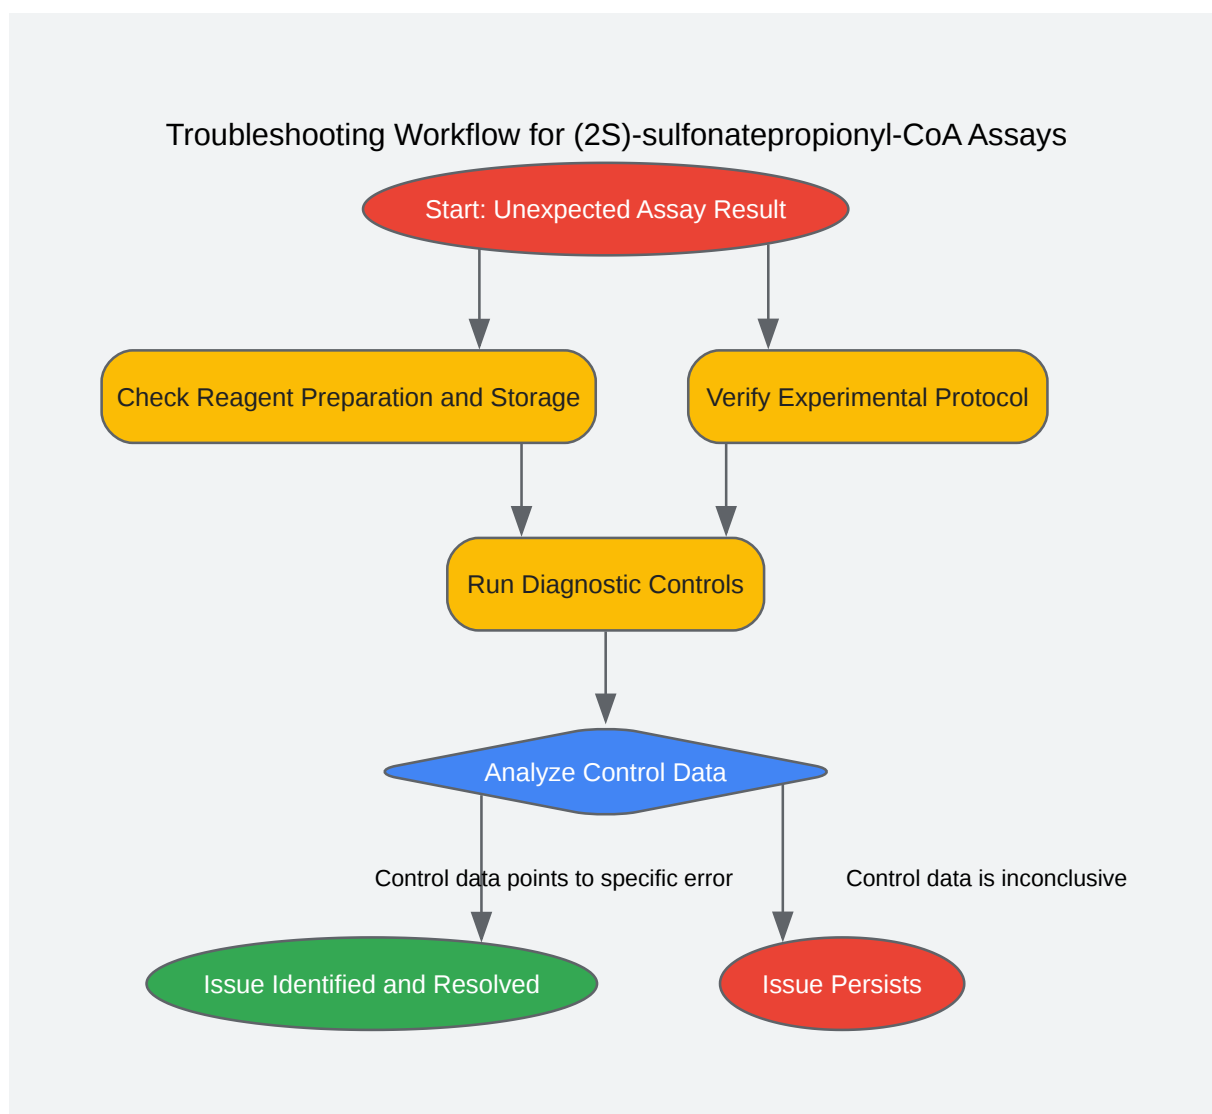 Troubleshooting Workflow for (2S)-sulfonatepropionyl-CoA Assays
Start: Unexpected Assay Result
Check Reagent Preparation and Storage
Verify Experimental Protocol
Run Diagnostic Controls
Analyze Control Data
Control data points to specific error
Control data is inconclusive
Issue Identified and Resolved
Issue Persists